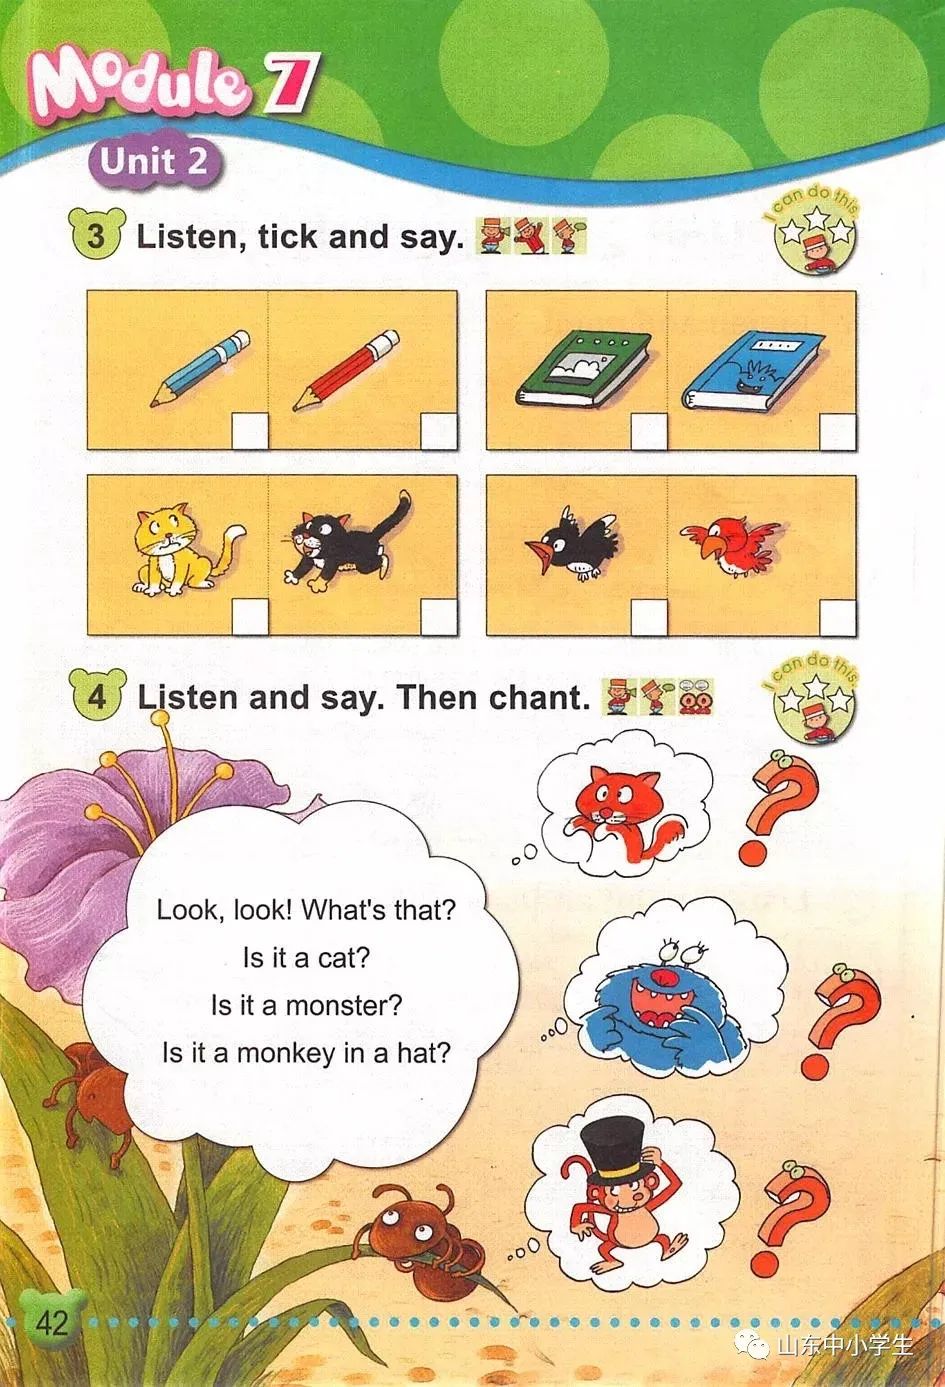 Module 7
Unit 2
3 Listen, tick and say.
I can do this.
4 Listen and say. Then chant.
I can do this.
Look, look! What's that?
Is it a cat?
Is it a monster?
Is it a monkey in a hat?
42
山东中小学生